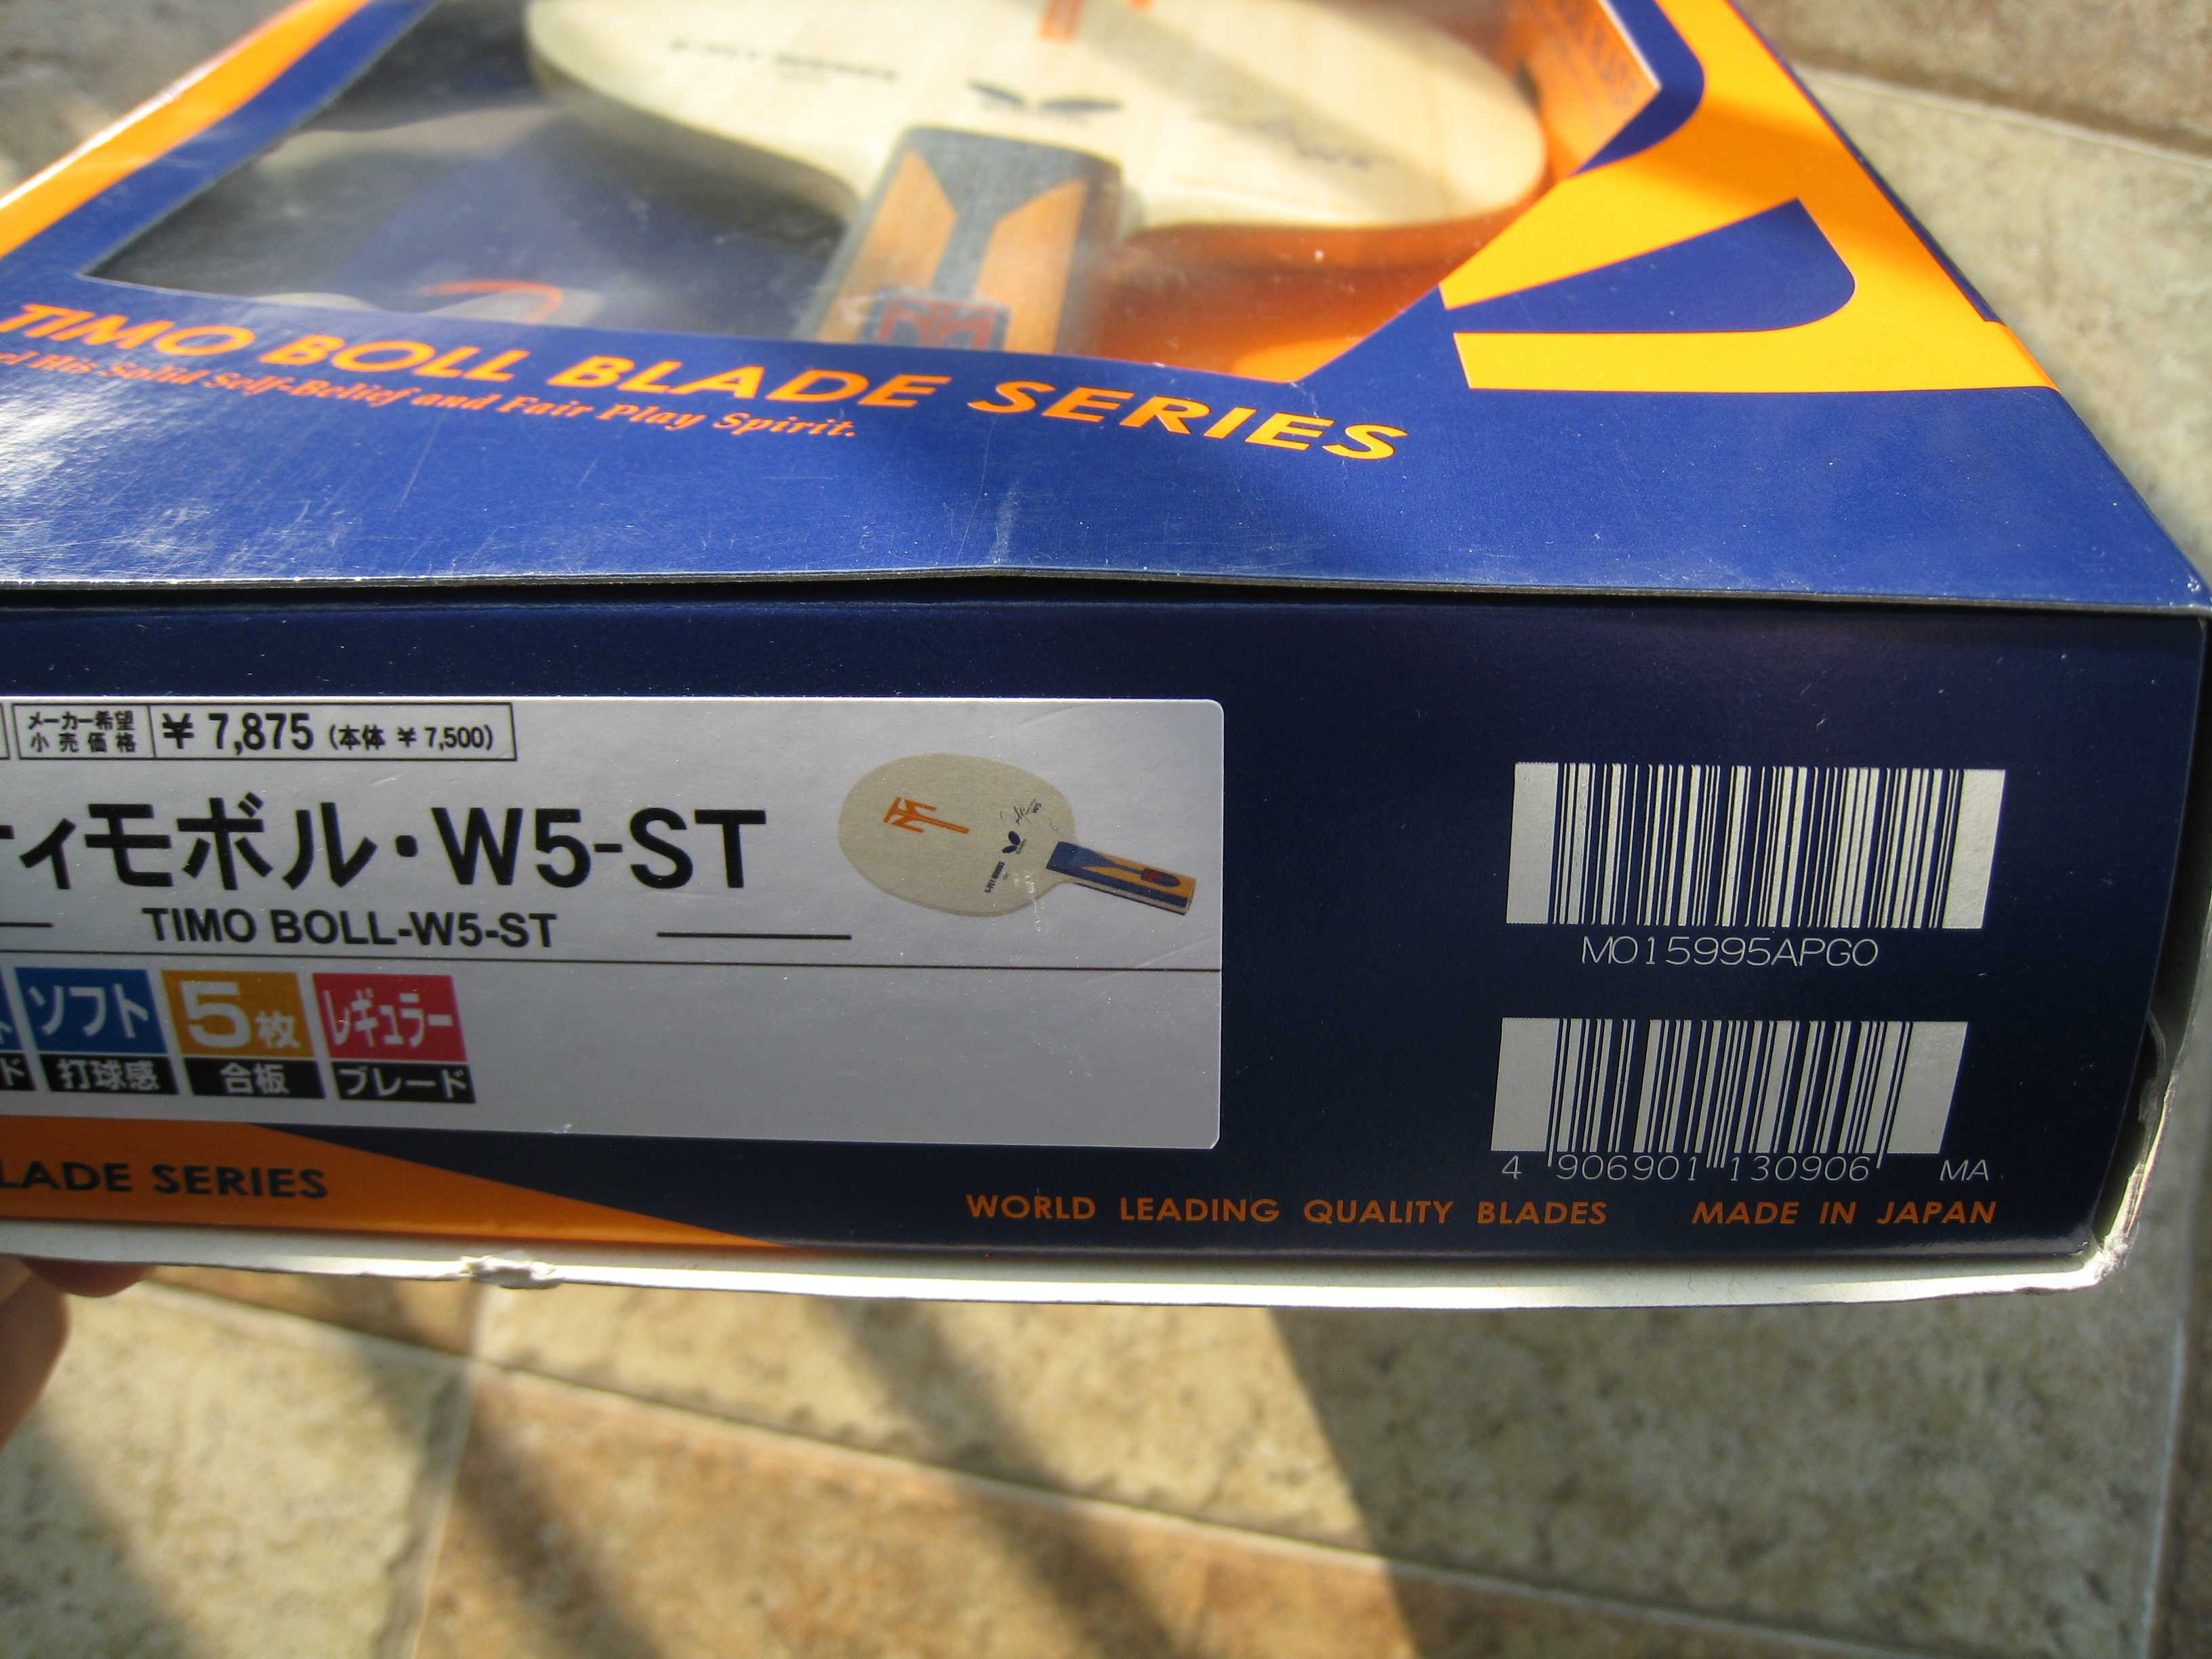 TIMO BOLL BLADE SERIES
His Solid Self-Belief and Fair Play Spirit.
メーカー希望
小売価格
¥ 7,875 (本体 ¥ 7,500)
ティモボル・W5-ST
TIMO BOLL-W5-ST
ソフト 5枚 レギュラー
打球感 合板 ブレード
LADE SERIES
M015995APG0
4 906901 130906 MA
WORLD LEADING QUALITY BLADES MADE IN JAPAN